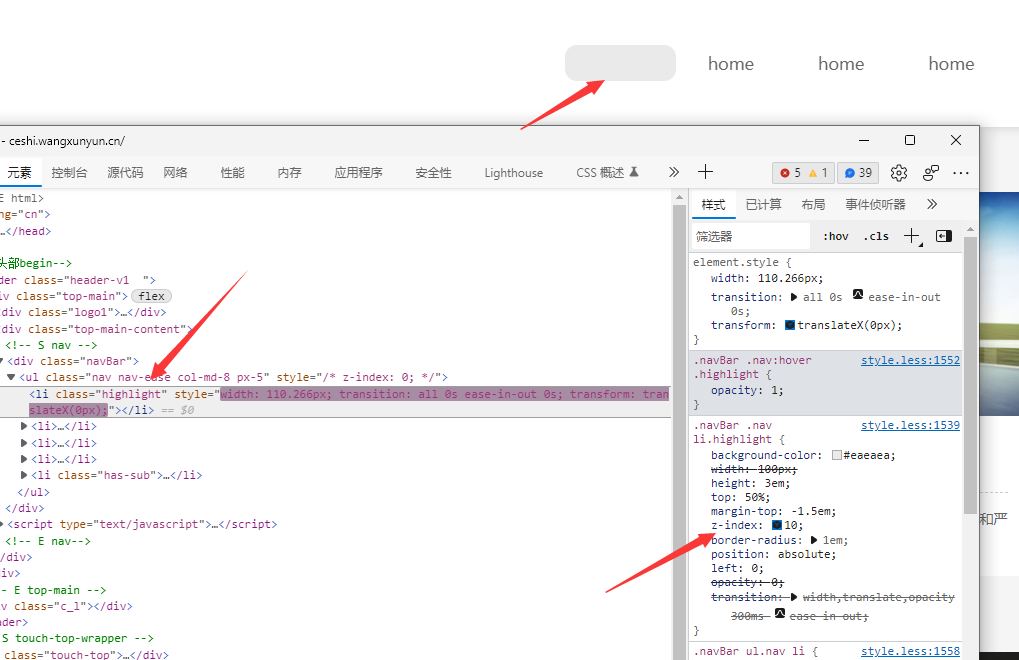 home home home
- ceshi.wangxunyun.cn/
元素 控制台 源代码 网络 性能 内存 应用程序 安全性 Lighthouse CSS 概述 5 1 39
E html>
ng="cn">
…</head>
头部begin-->
der class="header-v1  ">
iv class="top-main"> flex
div class="logo1">…</div>
div class="top-main-content">
<!-- S nav -->
<div class="navBar">
<ul class="nav nav-ease col-md-8 px-5" style="/* z-index: 0; */">
<li class="highlight" style="width: 110.266px; transition: all 0s ease-in-out 0s; transform: tran
slateX(0px);"></li> == $0
<li>…</li>
<li>…</li>
<li>…</li>
<li class="has-sub">…</li>
</ul>
</div>
<script type="text/javascript">…</script>
<!-- E nav-->
/div>
iv>
- E top-main -->
v class="c_l"></div>
ader>
S touch-top-wrapper -->
class="touch-top">…</div>
样式 已计算 布局 事件侦听器
筛选器 :hov .cls
element.style {
width: 110.266px;
transition: all 0s ease-in-out
0s;
transform: translateX(0px);
}
.navBar .nav:hover style.less:1552
.highlight {
opacity: 1;
}
.navBar .nav style.less:1539
li.highlight {
background-color: #eaeaea;
width: 100px;
height: 3em;
top: 50%;
margin-top: -1.5em;
z-index: 10;
border-radius: 1em;
position: absolute;
left: 0;
opacity: 0;
transition: width,translate,opacity
300ms ease-in-out;
}
.navBar ul.nav li { style.less:1558
和严